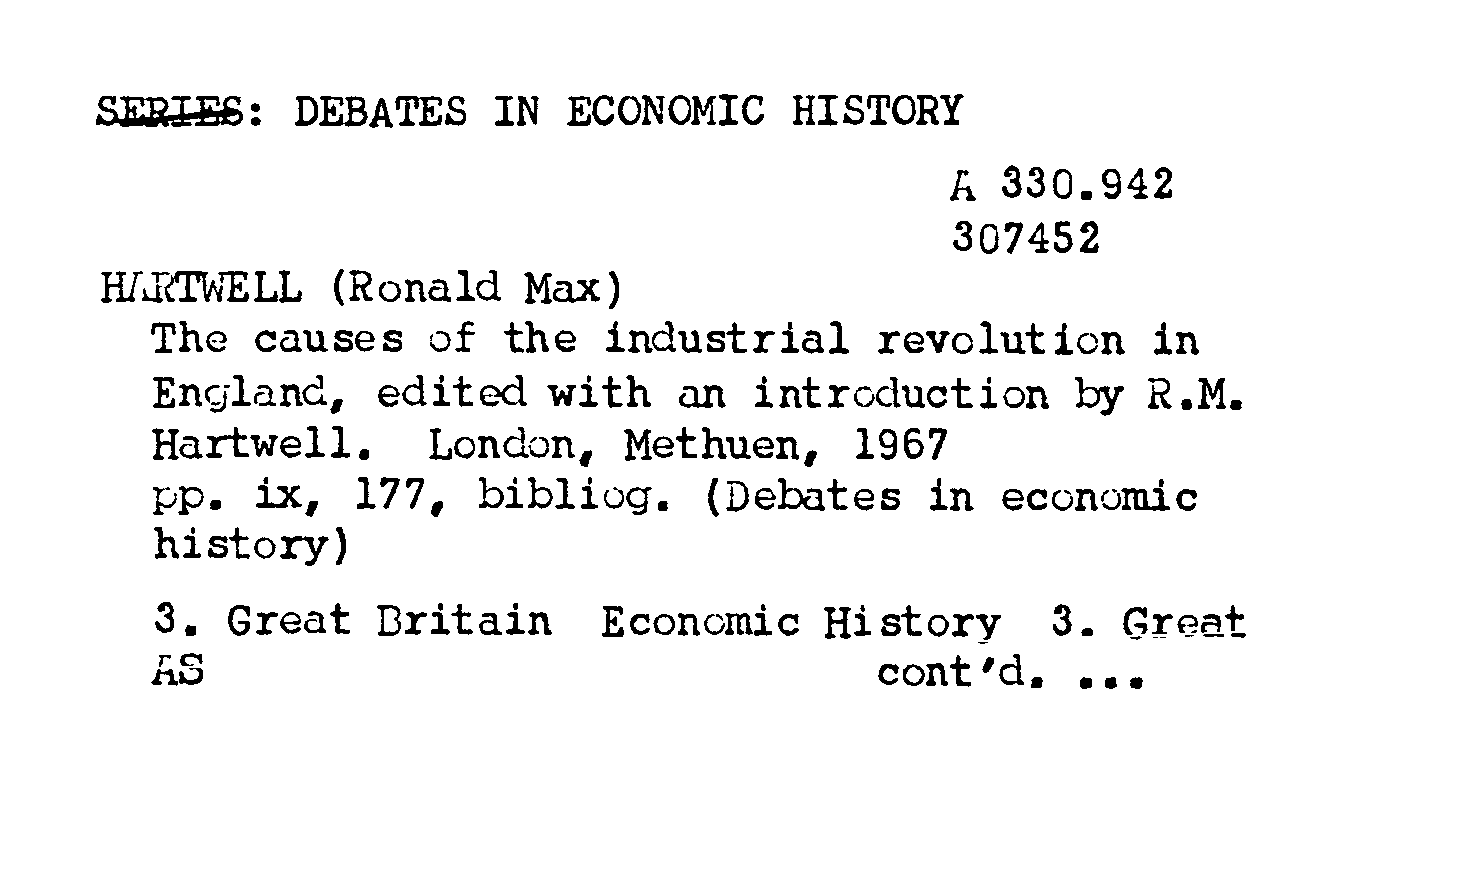 SERIES: DEBATES IN ECONOMIC HISTORY
A 330.942
307452
HARTWELL (Ronald Max)
The causes of the industrial revolution in
England, edited with an introduction by R.M.
Hartwell. London, Methuen, 1967
pp. ix, 177, bibliog. (Debates in economic
history)
3. Great Britain Economic History 3. Great
AS cont'd. ...